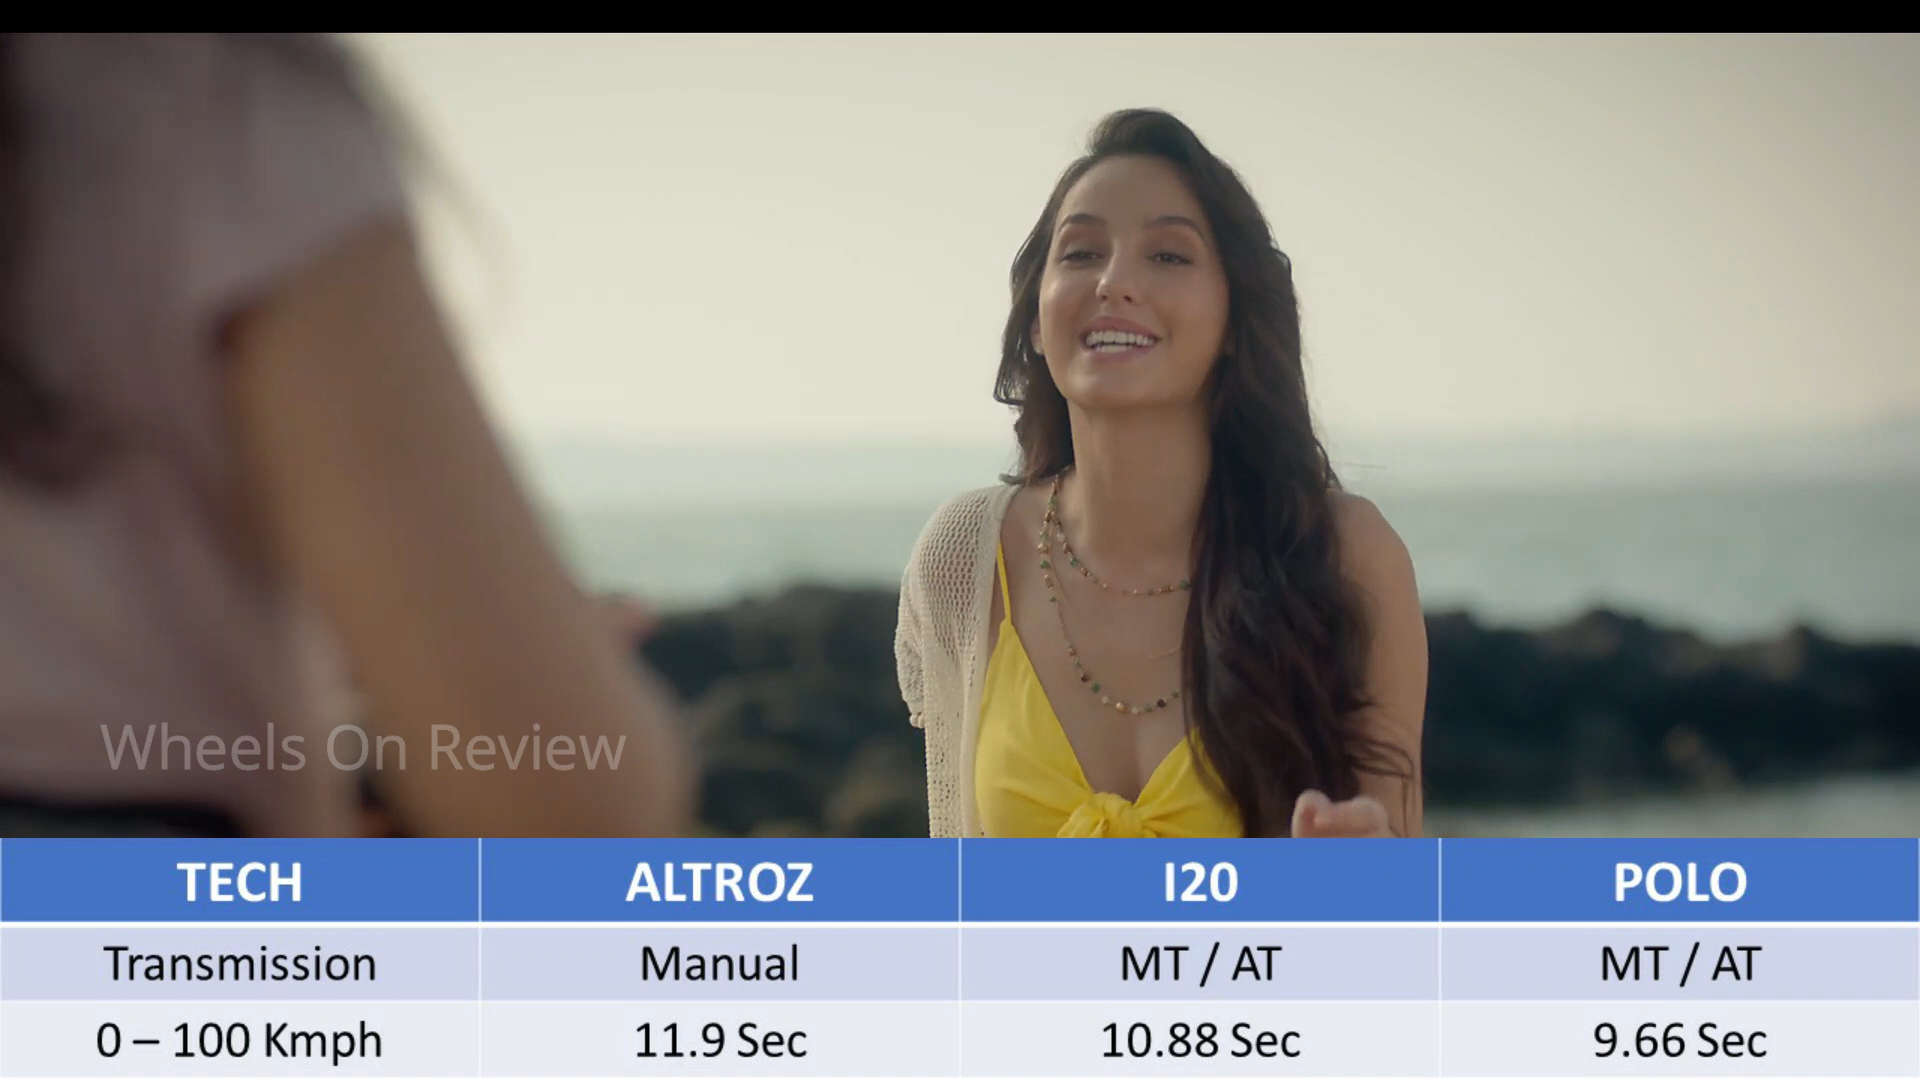 Wheels On Review
TECH ALTROZ I20 POLO
Transmission Manual MT / AT MT / AT
0 – 100 Kmph 11.9 Sec 10.88 Sec 9.66 Sec